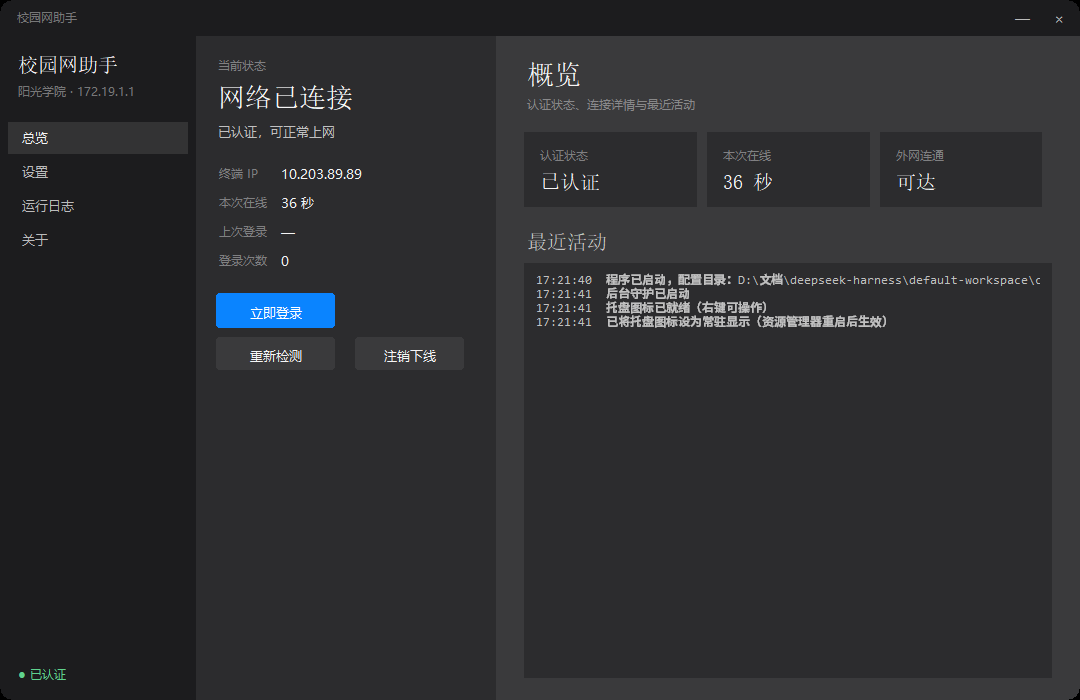 校园网助手
— ×
校园网助手
阳光学院 · 172.19.1.1
总览
设置
运行日志
关于
● 已认证
当前状态
网络已连接
已认证，可正常上网
终端 IP 10.203.89.89
本次在线 36 秒
上次登录 —
登录次数 0
立即登录
重新检测 注销下线
概览
认证状态、连接详情与最近活动
认证状态
已认证
本次在线
36 秒
外网连通
可达
最近活动
17:21:40 程序已启动，配置目录：D:\文档\deepseek-harness\default-workspace\c
17:21:41 后台守护已启动
17:21:41 托盘图标已就绪（右键可操作）
17:21:41 已将托盘图标设为常驻显示（资源管理器重启后生效）